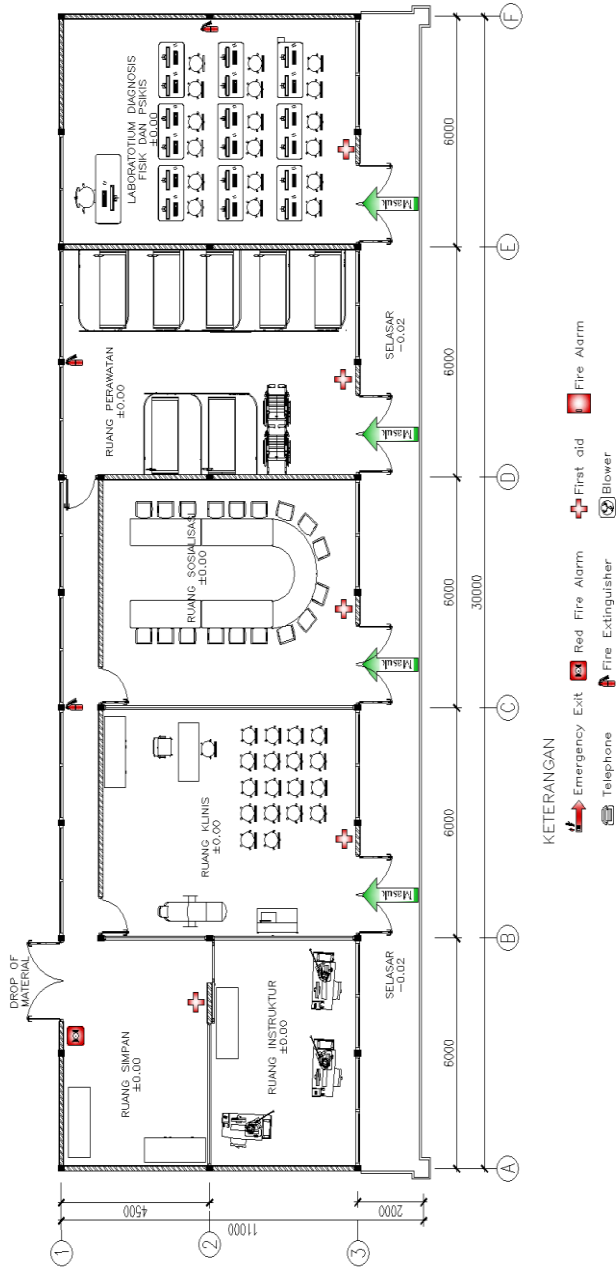 DROP OF
MATERIAL
RUANG SIMPAN
±0.00
RUANG INSTRUKTUR
±0.00
RUANG KLINIS
±0.00
RUANG SOSIALISASI
±0.00
RUANG PERAWATAN
±0.00
LABORATOTIUM DIAGNOSIS
FISIK DAN PSIKIS
±0.00
Masuk
Masuk
Masuk
Masuk
SELASAR
-0.02
SELASAR
-0.02
1
2
3
4500
11000
2000
6000
6000
6000
6000
6000
30000
A
B
C
D
E
F
KETERANGAN
Emergency Exit
Red Fire Alarm
First aid
Fire Alarm
Telephone
Fire Extinguisher
Blower